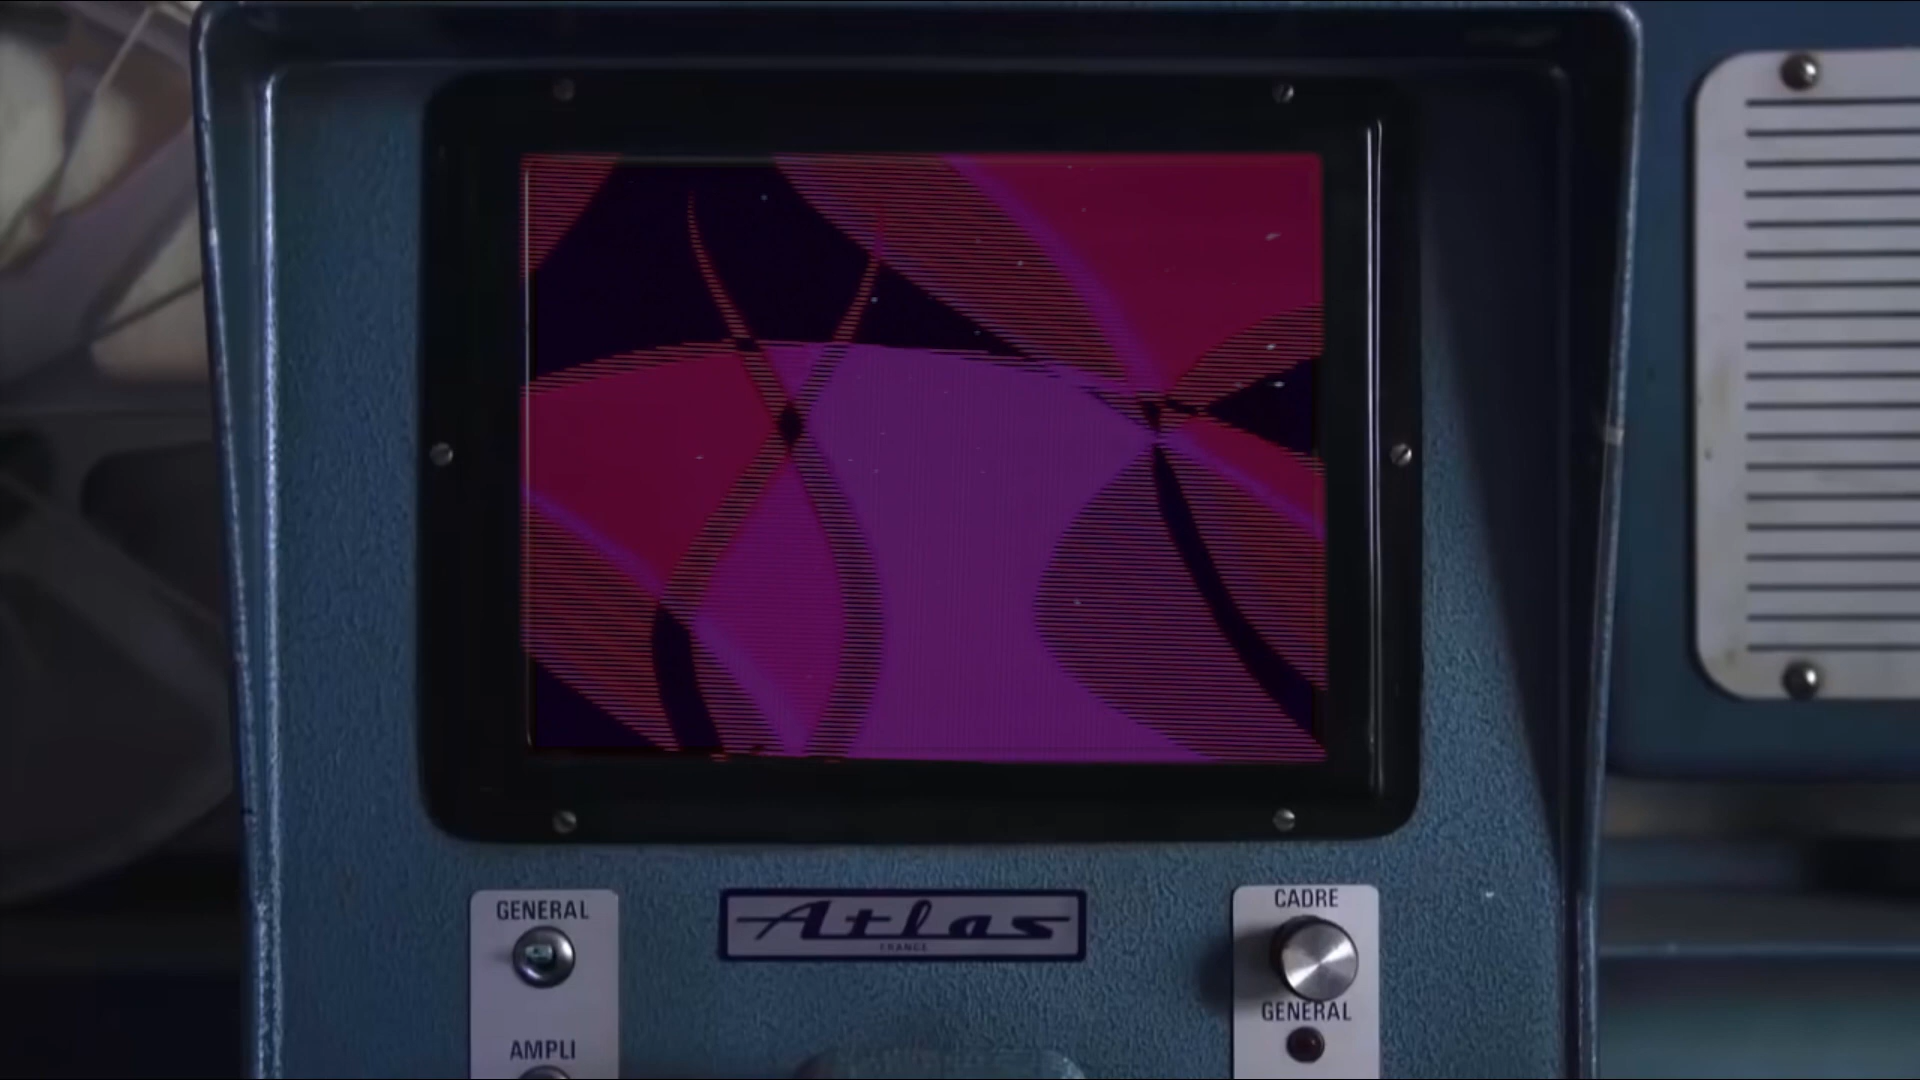 GENERAL
AMPLI
Atlas
FRANCE
CADRE
GENERAL